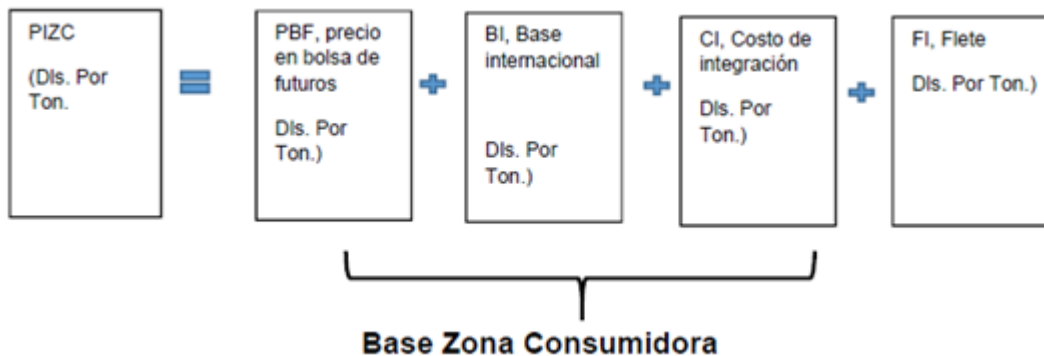 PIZC
(Dls. Por
Ton.
PBF, precio
en bolsa de
futuros
Dls. Por
Ton.)
BI, Base
internacional
Dls. Por
Ton.)
CI, Costo de
integración
Dls. Por
Ton.)
FI, Flete
Dls. Por Ton.)
Base Zona Consumidora